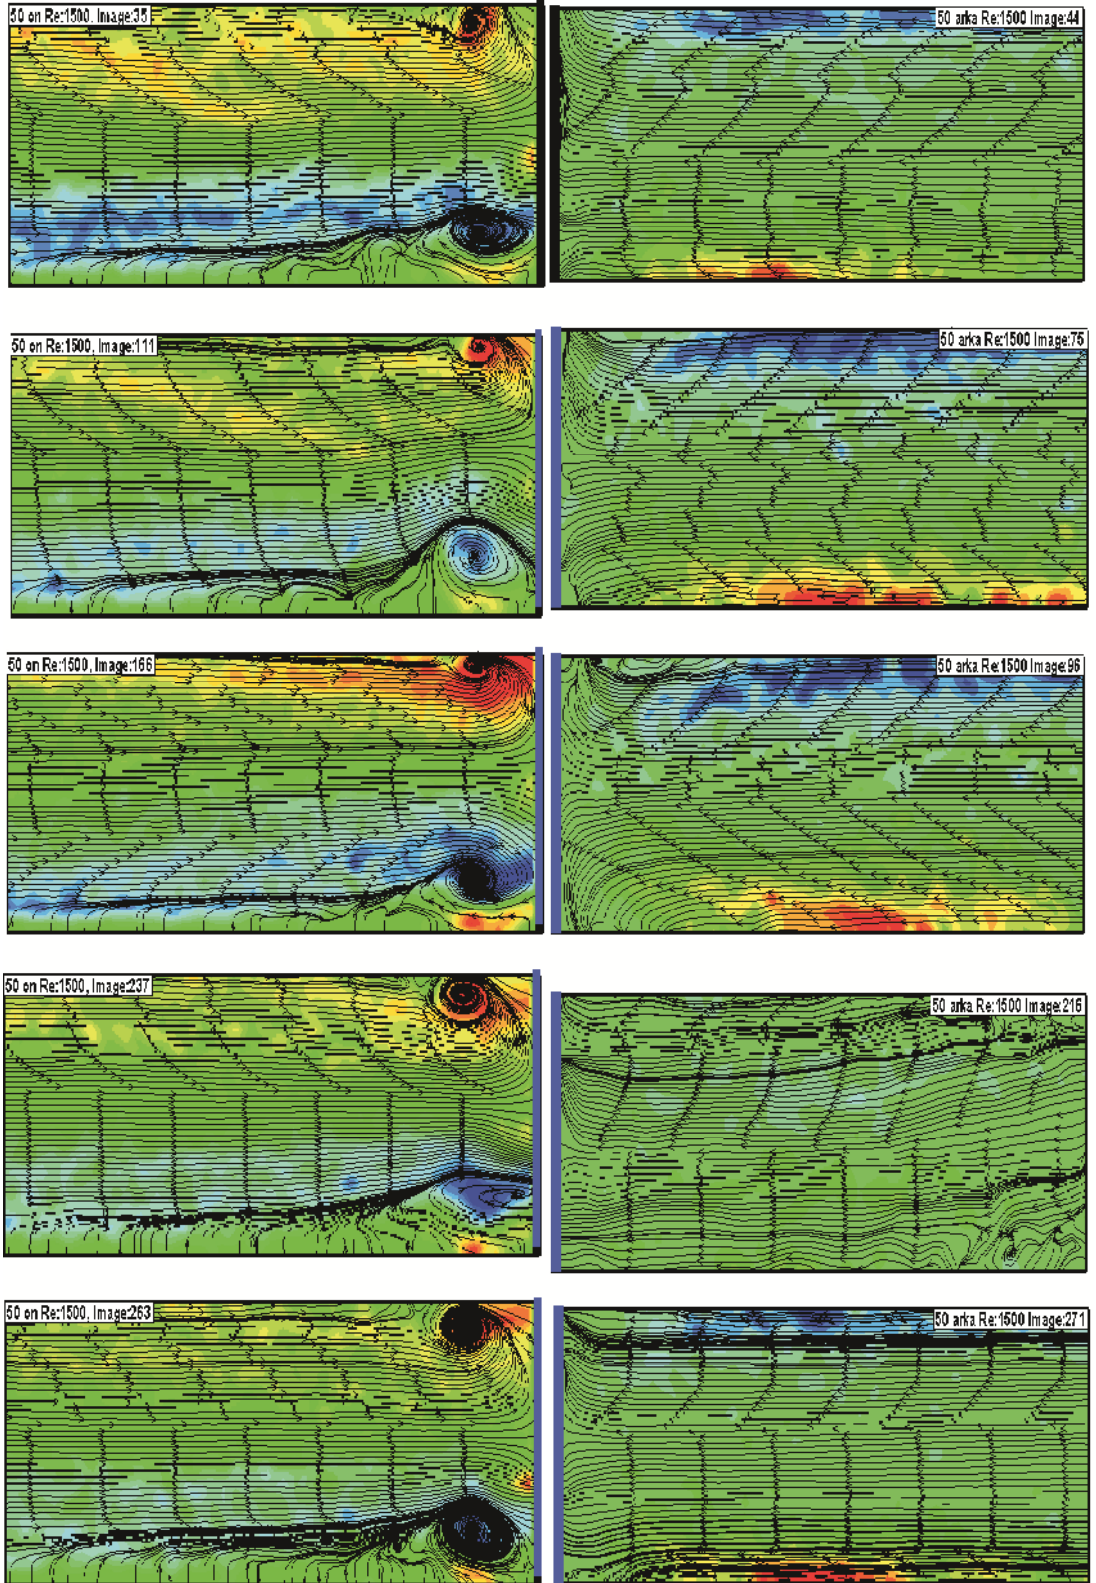 50 on Re:1500, Image:35
50 arka Re:1500 Image:44
50 on Re:1500, Image:111
50 arka Re:1500 Image:75
50 on Re:1500, Image:166
50 arka Re:1500 Image:96
50 on Re:1500, Image:237
50 arka Re:1500 Image:216
50 on Re:1500, Image:263
50 arka Re:1500 Image:271